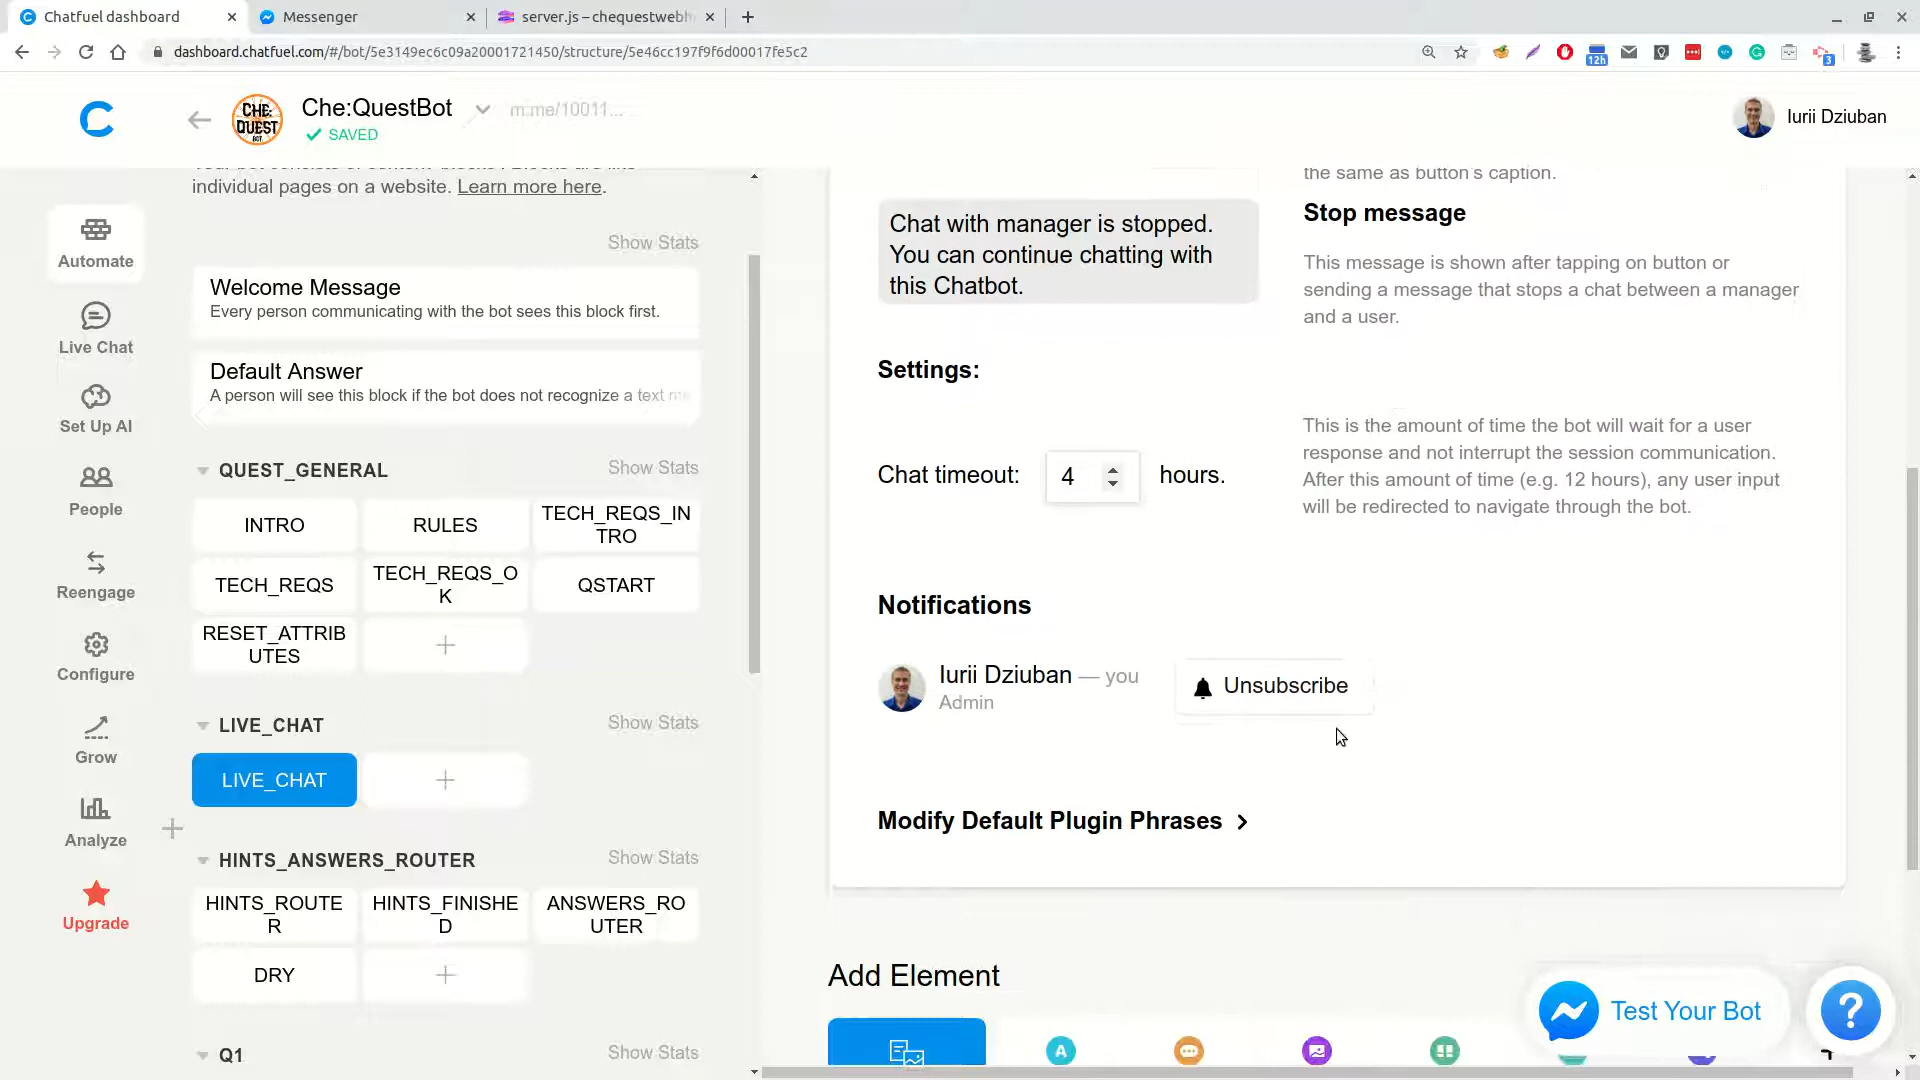 Chatfuel dashboard
Messenger
server.js – chequestwebh
dashboard.chatfuel.com/#/bot/5e3149ec6c09a20001721450/structure/5e46cc197f9f6d00017fe5c2
12h
3
CHE:
QUEST
BOT
Che:QuestBot
m.me/10011...
SAVED
Iurii Dziuban
Automate
Live Chat
Set Up AI
People
Reengage
Configure
Grow
Analyze
Upgrade
individual pages on a website. Learn more here.
Show Stats
Welcome Message
Every person communicating with the bot sees this block first.
Default Answer
A person will see this block if the bot does not recognize a text me
QUEST_GENERAL
Show Stats
INTRO
RULES
TECH_REQS_IN
TRO
TECH_REQS
TECH_REQS_O
K
QSTART
RESET_ATTRIB
UTES
LIVE_CHAT
Show Stats
LIVE_CHAT
HINTS_ANSWERS_ROUTER
Show Stats
HINTS_ROUTE
R
HINTS_FINISHE
D
ANSWERS_RO
UTER
DRY
Q1
Show Stats
the same as button's caption.
Chat with manager is stopped.
You can continue chatting with
this Chatbot.
Stop message
This message is shown after tapping on button or
sending a message that stops a chat between a manager
and a user.
Settings:
Chat timeout: 4 hours.
This is the amount of time the bot will wait for a user
response and not interrupt the session communication.
After this amount of time (e.g. 12 hours), any user input
will be redirected to navigate through the bot.
Notifications
Iurii Dziuban — you
Admin
Unsubscribe
Modify Default Plugin Phrases
Add Element
A
Test Your Bot
?